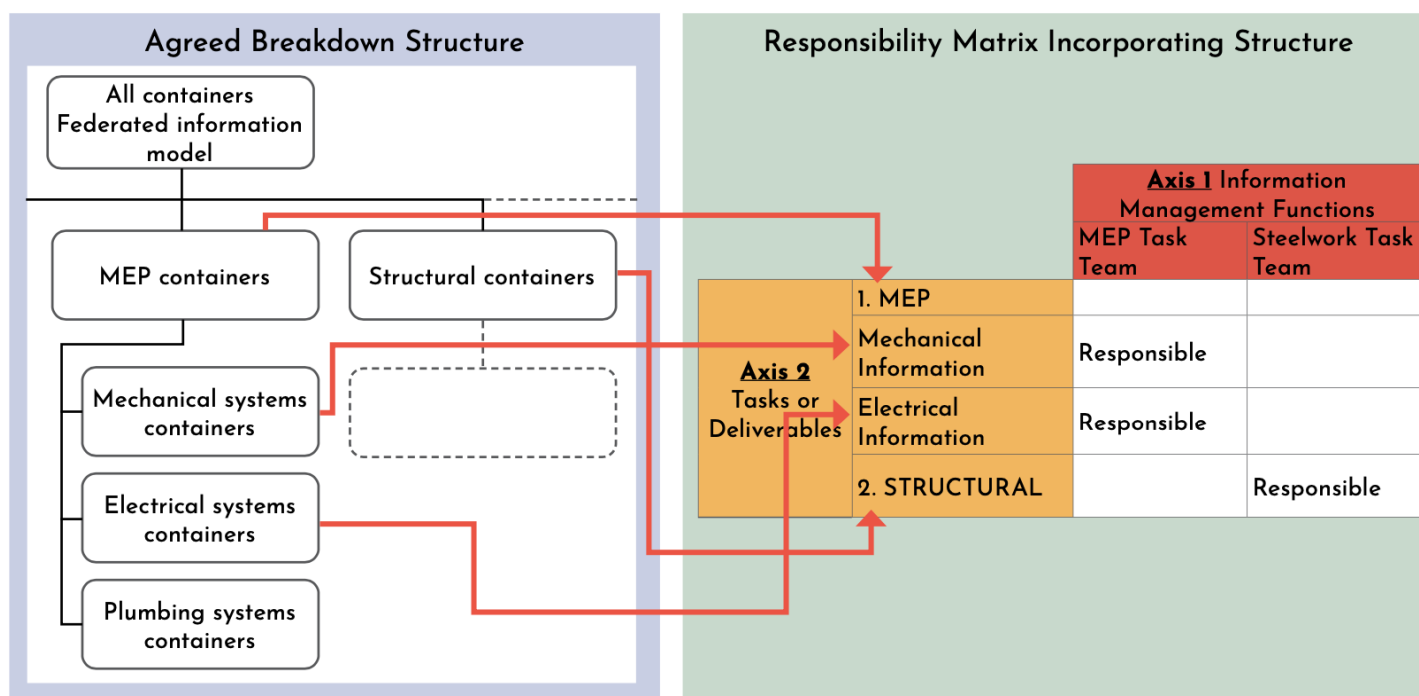 Agreed Breakdown Structure
All containers
Federated information
model
MEP containers
Structural containers
Mechanical systems
containers
Electrical systems
containers
Plumbing systems
containers
Responsibility Matrix Incorporating Structure
Axis 1 Information
Management Functions
MEP Task
Team
Steelwork Task
Team
Axis 2
Tasks or
Deliverables
1. MEP
Mechanical
Information
Responsible
Electrical
Information
Responsible
2. STRUCTURAL
Responsible